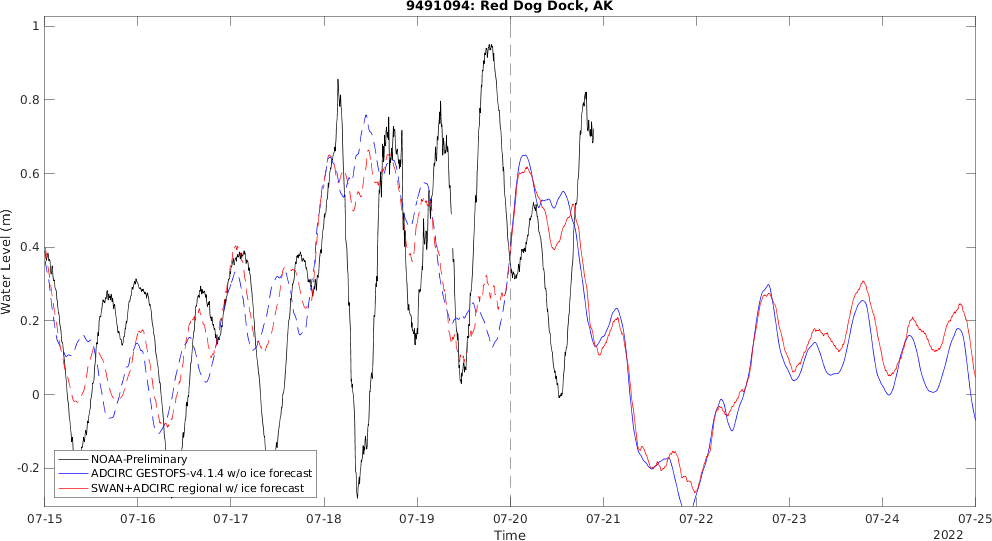 9491094: Red Dog Dock, AK
Water Level (m)
1
0.8
0.6
0.4
0.2
0
-0.2
NOAA-Preliminary
ADCIRC GESTOFS-v4.1.4 w/o ice forecast
SWAN+ADCIRC regional w/ ice forecast
07-15 07-16 07-17 07-18 07-19 07-20 07-21 07-22 07-23 07-24 07-25
Time
2022